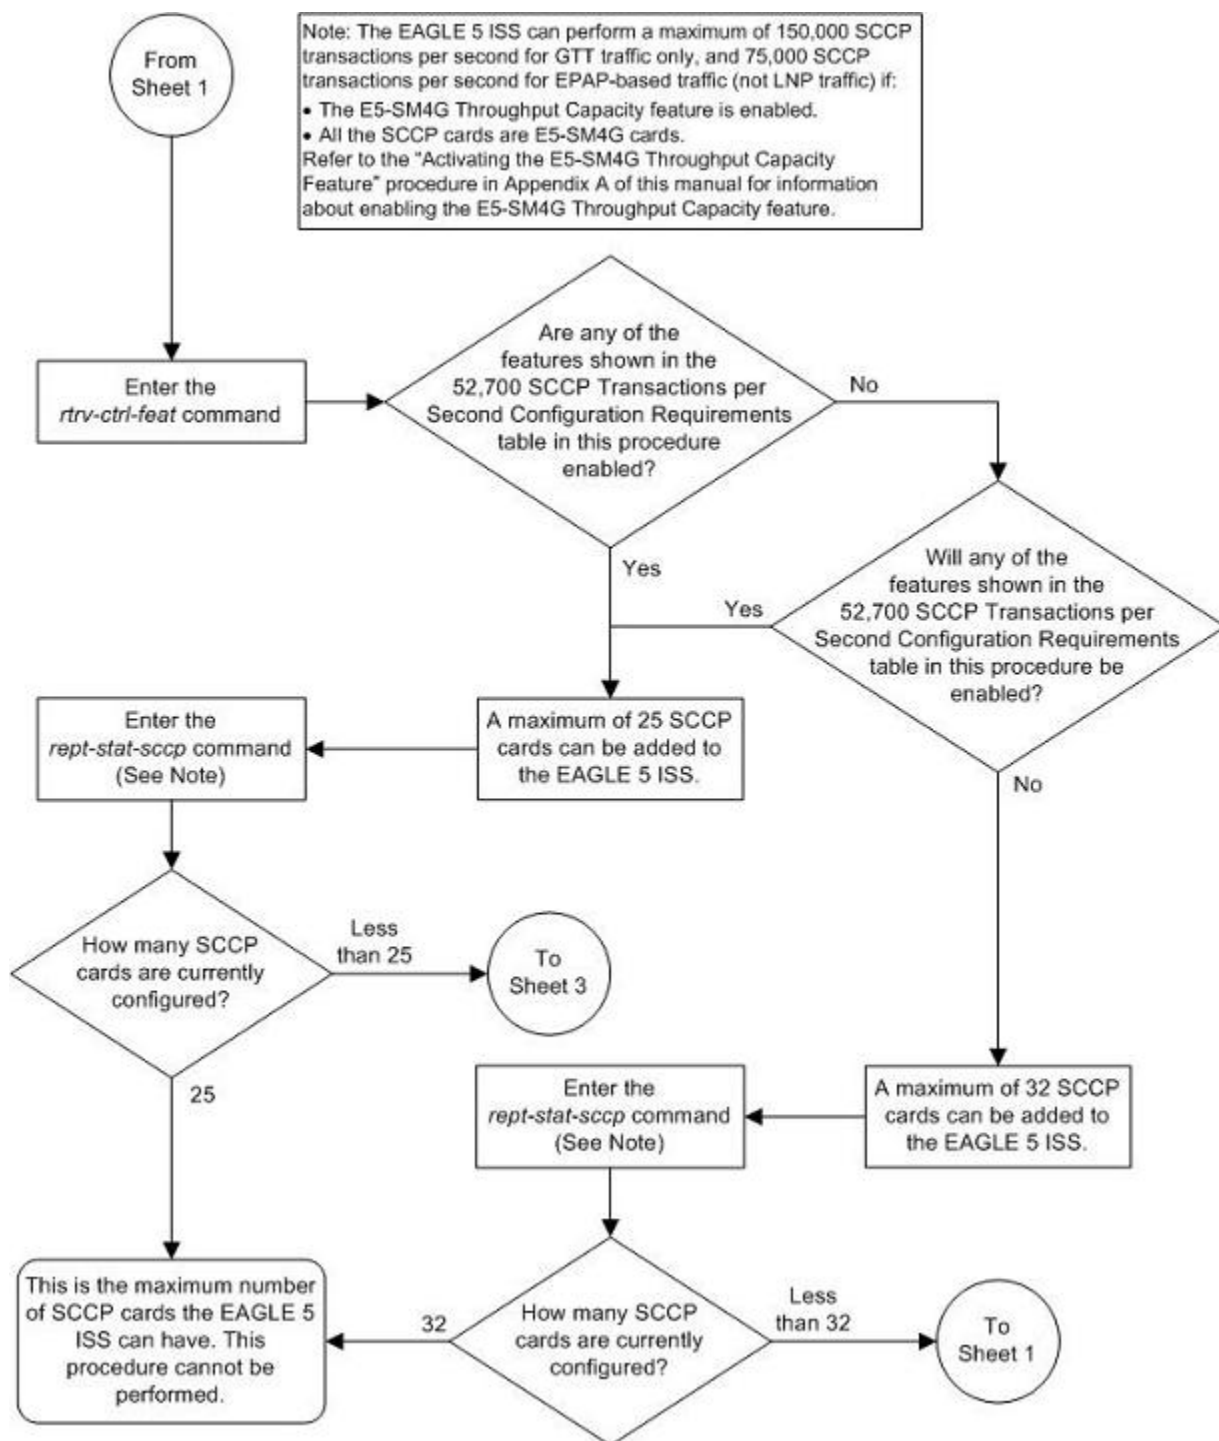 From
Sheet 1
Note: The EAGLE 5 ISS can perform a maximum of 150,000 SCCP
transactions per second for GTT traffic only, and 75,000 SCCP
transactions per second for EPAP-based traffic (not LNP traffic) if:
• The E5-SM4G Throughput Capacity feature is enabled.
• All the SCCP cards are E5-SM4G cards.
Refer to the "Activating the E5-SM4G Throughput Capacity
Feature" procedure in Appendix A of this manual for information
about enabling the E5-SM4G Throughput Capacity feature.
Enter the
rtrv-ctrl-feat command
Are any of the
features shown in the
52,700 SCCP Transactions per
Second Configuration Requirements
table in this procedure
enabled?
No
Yes
Will any of the
features shown in the
52,700 SCCP Transactions per
Second Configuration Requirements
table in this procedure be
enabled?
Yes
No
A maximum of 25 SCCP
cards can be added to
the EAGLE 5 ISS.
Enter the
rept-stat-sccp command
(See Note)
How many SCCP
cards are currently
configured?
Less
than 25
To
Sheet 3
25
A maximum of 32 SCCP
cards can be added to
the EAGLE 5 ISS.
Enter the
rept-stat-sccp command
(See Note)
How many SCCP
cards are currently
configured?
Less
than 32
To
Sheet 1
32
This is the maximum number
of SCCP cards the EAGLE 5
ISS can have. This
procedure cannot be
performed.